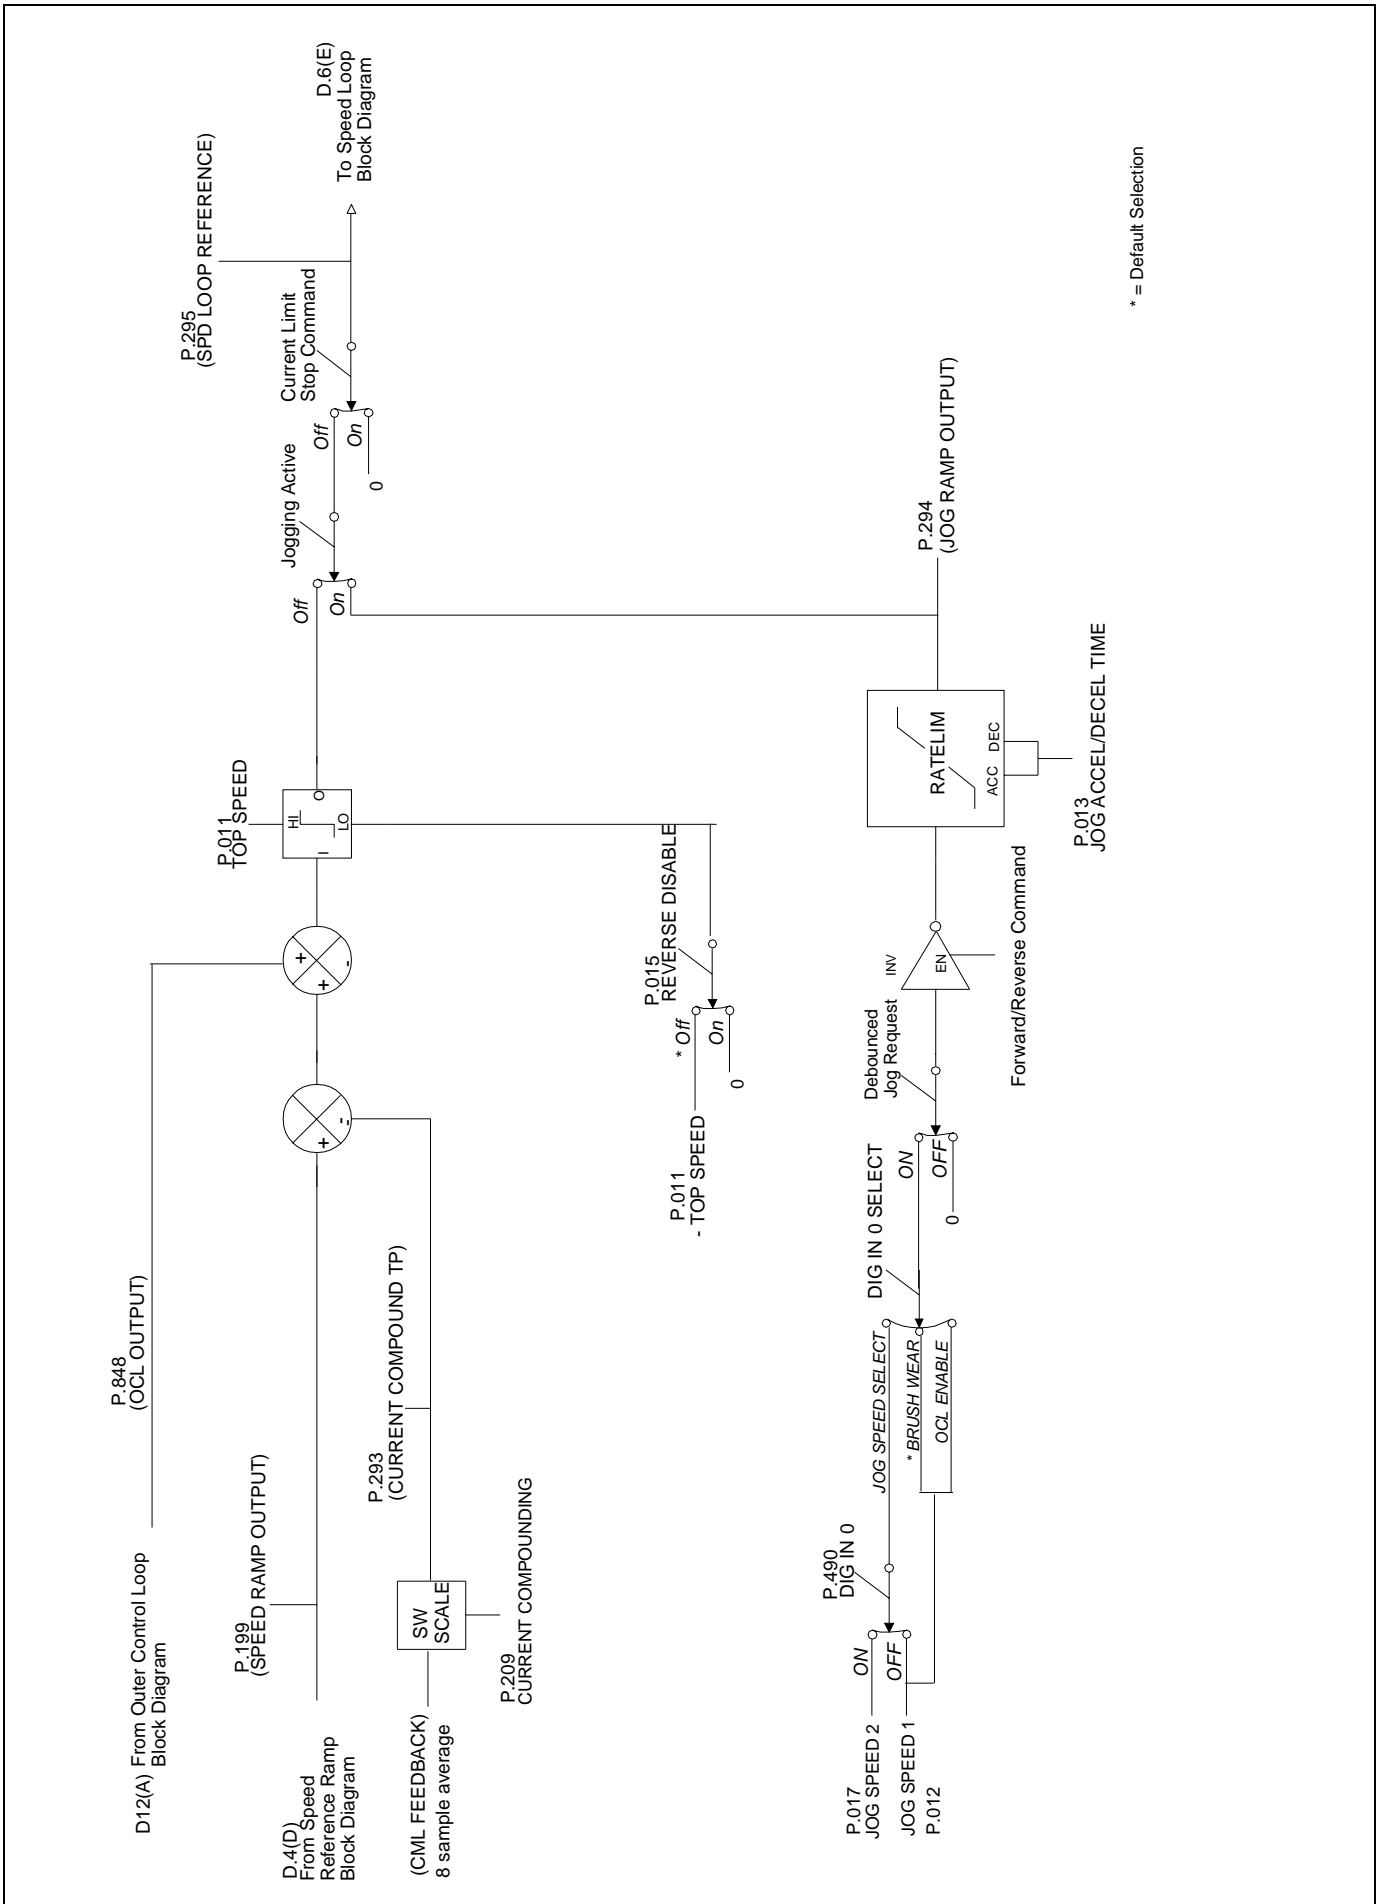 D12(A) From Outer Control Loop
Block Diagram
P.848
(OCL OUTPUT)
P.295
(SPD LOOP REFERENCE)
D.6(E)
To Speed Loop
Block Diagram
D.4(D)
From Speed
Reference Ramp
Block Diagram
P.199
(SPEED RAMP OUTPUT)
+
-
+
+
-
P.011
TOP SPEED
I
HI
LO
O
Off
On
Jogging Active
Off
On
0
Current Limit
Stop Command
(CML FEEDBACK)
8 sample average
SW
SCALE
P.209
CURRENT COMPOUNDING
P.293
(CURRENT COMPOUND TP)
P.011
- TOP SPEED
* Off
On
0
P.015
REVERSE DISABLE
P.017
JOG SPEED 2
JOG SPEED 1
P.012
ON
OFF
P.490
DIG IN 0
JOG SPEED SELECT
* BRUSH WEAR
OCL ENABLE
DIG IN 0 SELECT
ON
OFF
0
Debounced
Jog Request
INV
EN
Forward/Reverse Command
RATELIM
ACC
DEC
P.013
JOG ACCEL/DECEL TIME
P.294
(JOG RAMP OUTPUT)
* = Default Selection